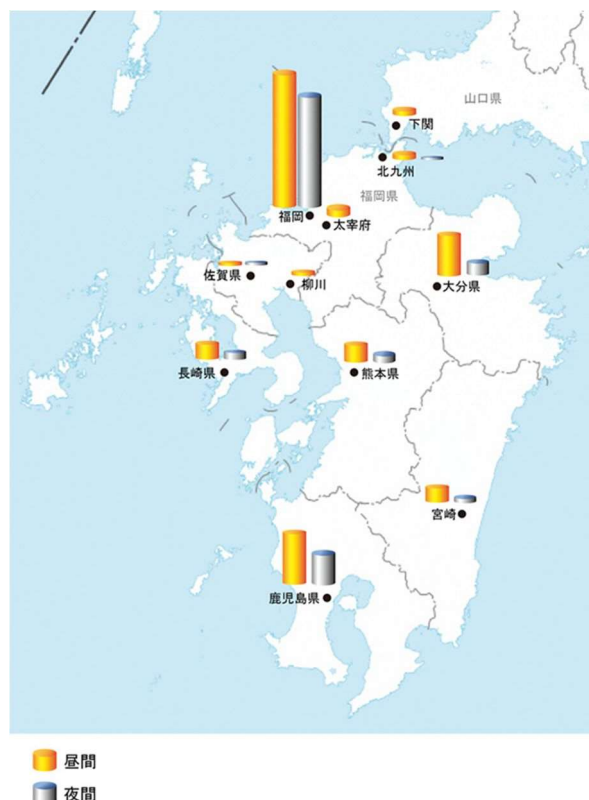 山口県
下関
北九州
福岡県
福岡
太宰府
佐賀県
柳川
大分県
長崎県
熊本県
宮崎
鹿児島県
昼間
夜間